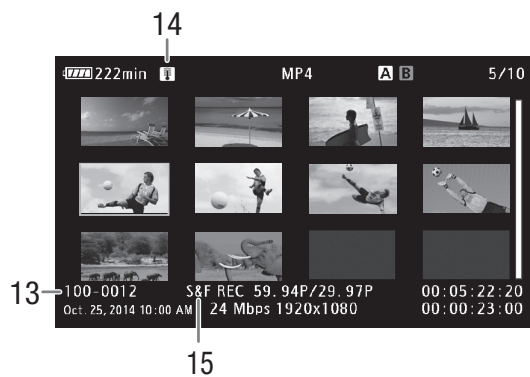 14
222min MP4 A B 5/10
13 100-0012 S&F REC 59.94P/29.97P 00:05:22:20
Oct. 25, 2014 10:00 AM 24 Mbps 1920x1080 00:00:23:00
15